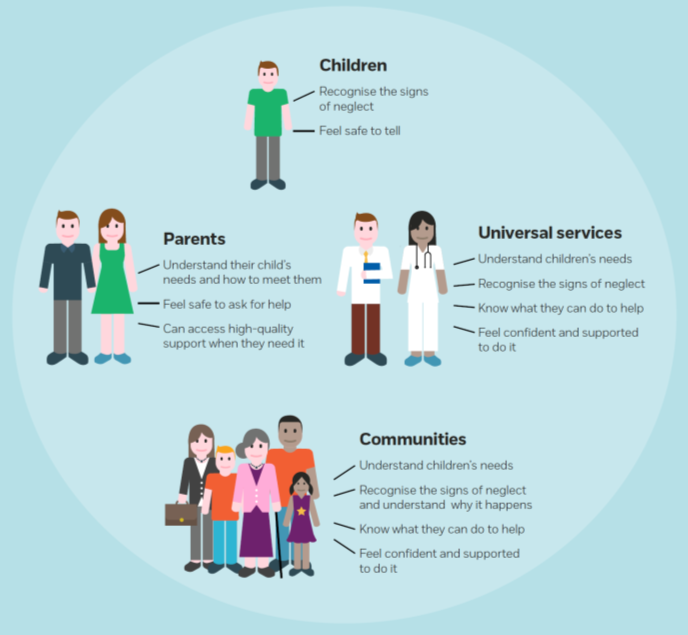 Children
Recognise the signs
of neglect
Feel safe to tell
Parents
Understand their child's
needs and how to meet them
Feel safe to ask for help
Can access high-quality
support when they need it
Universal services
Understand children's needs
Recognise the signs of neglect
Know what they can do to help
Feel confident and supported
to do it
Communities
Understand children's needs
Recognise the signs of neglect
and understand why it happens
Know what they can do to help
Feel confident and supported
to do it